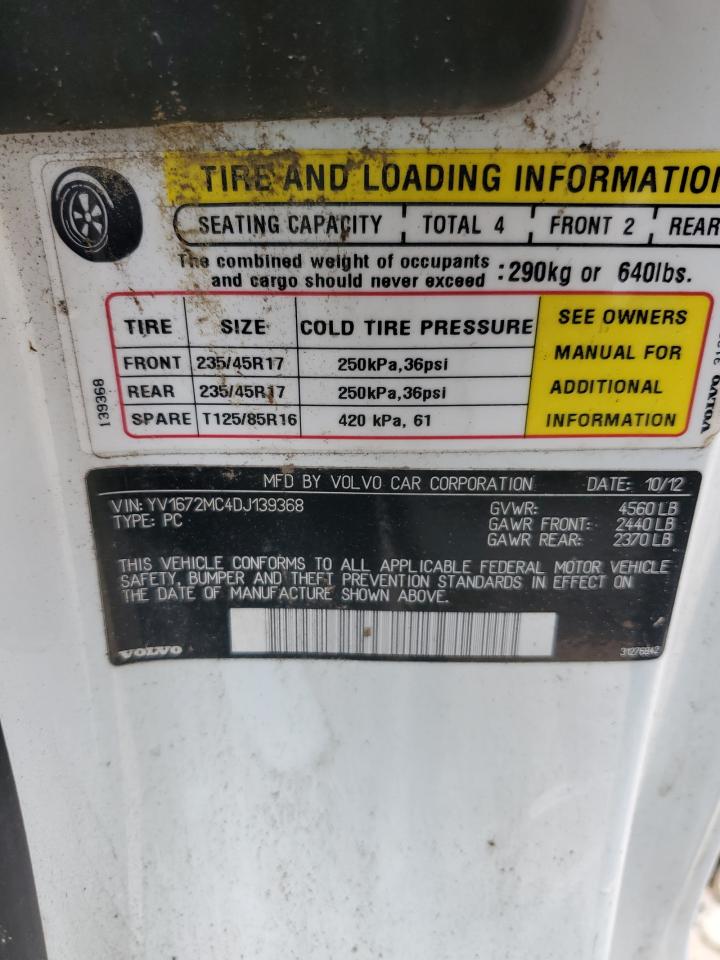 TIRE AND LOADING INFORMATIO
SEATING CAPACITY TOTAL 4 FRONT 2 REAR
The combined weight of occupants
and cargo should never exceed :290kg or 640lbs.
TIRE SIZE COLD TIRE PRESSURE
FRONT 235/45R17 250kPa,36psi
REAR 235/45R17 250kPa,36psi
SPARE T125/85R16 420 kPa, 61
SEE OWNERS
MANUAL FOR
ADDITIONAL
INFORMATION
139368
VOLVO
MFD BY VOLVO CAR CORPORATION DATE: 10/12
VIN: YV1672MC4DJ139368 GVWR: 4560 LB
TYPE: PC GAWR FRONT: 2440 LB
GAWR REAR: 2370 LB
THIS VEHICLE CONFORMS TO ALL APPLICABLE FEDERAL MOTOR VEHICLE
SAFETY, BUMPER AND THEFT PREVENTION STANDARDS IN EFFECT ON
THE DATE OF MANUFACTURE SHOWN ABOVE.
VOLVO